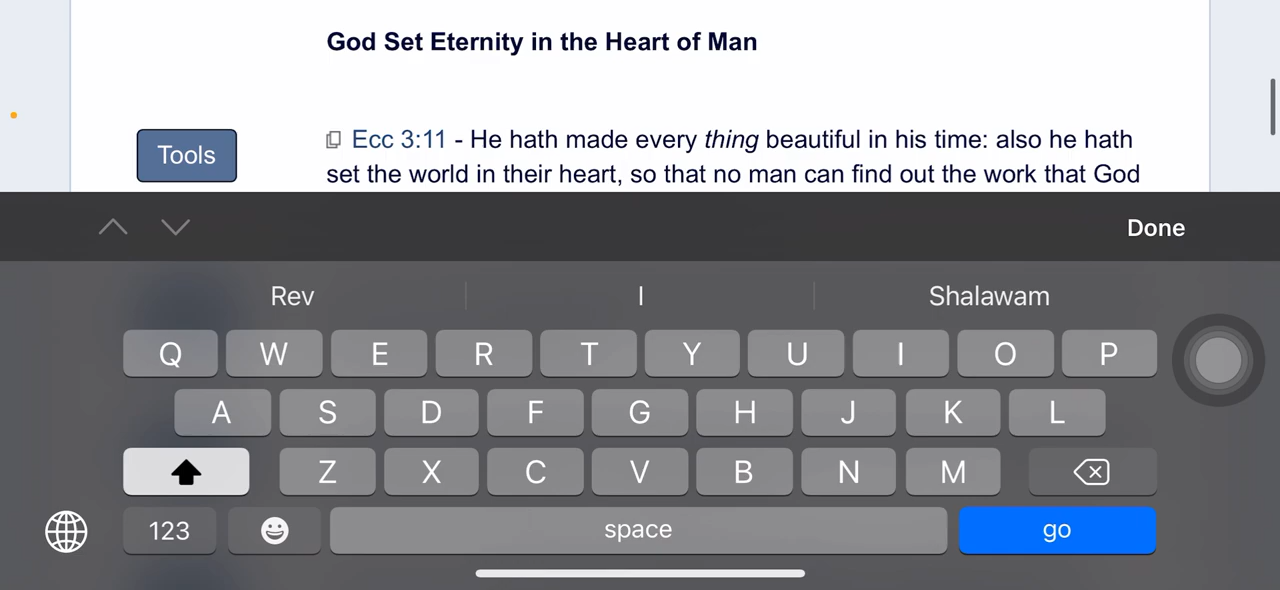 God Set Eternity in the Heart of Man
Tools
Ecc 3:11 - He hath made every thing beautiful in his time: also he hath
set the world in their heart, so that no man can find out the work that God
Done
Rev I Shalawam
Q W E R T Y U I O P
A S D F G H J K L
Z X C V B N M
123 space go